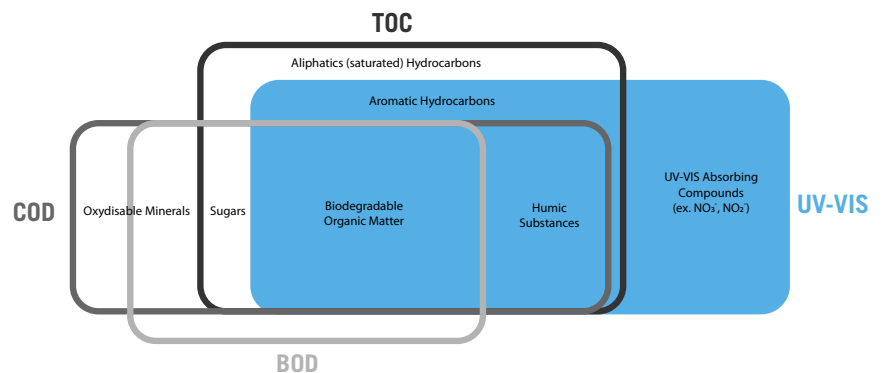 TOC
Aliphatics (saturated) Hydrocarbons
Aromatic Hydrocarbons
COD
Oxydisable Minerals
Sugars
Biodegradable
Organic Matter
Humic
Substances
UV-VIS Absorbing
Compounds
(ex. NO₃⁻, NO₂⁻)
UV-VIS
BOD